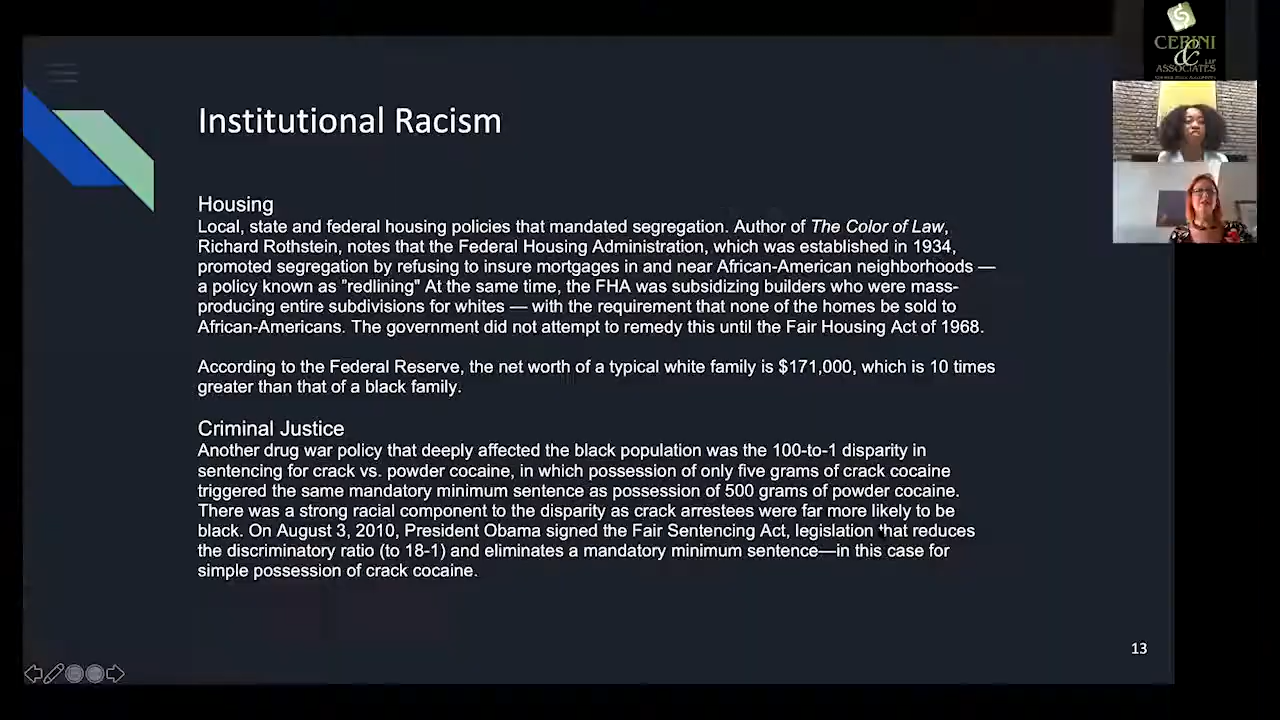 Institutional Racism
Housing
Local, state and federal housing policies that mandated segregation. Author of The Color of Law,
Richard Rothstein, notes that the Federal Housing Administration, which was established in 1934,
promoted segregation by refusing to insure mortgages in and near African-American neighborhoods —
a policy known as "redlining" At the same time, the FHA was subsidizing builders who were mass-
producing entire subdivisions for whites — with the requirement that none of the homes be sold to
African-Americans. The government did not attempt to remedy this until the Fair Housing Act of 1968.
According to the Federal Reserve, the net worth of a typical white family is $171,000, which is 10 times
greater than that of a black family.
Criminal Justice
Another drug war policy that deeply affected the black population was the 100-to-1 disparity in
sentencing for crack vs. powder cocaine, in which possession of only five grams of crack cocaine
triggered the same mandatory minimum sentence as possession of 500 grams of powder cocaine.
There was a strong racial component to the disparity as crack arrestees were far more likely to be
black. On August 3, 2010, President Obama signed the Fair Sentencing Act, legislation that reduces
the discriminatory ratio (to 18-1) and eliminates a mandatory minimum sentence—in this case for
simple possession of crack cocaine.
13
CERINI
&
ASSOCIATES LLP